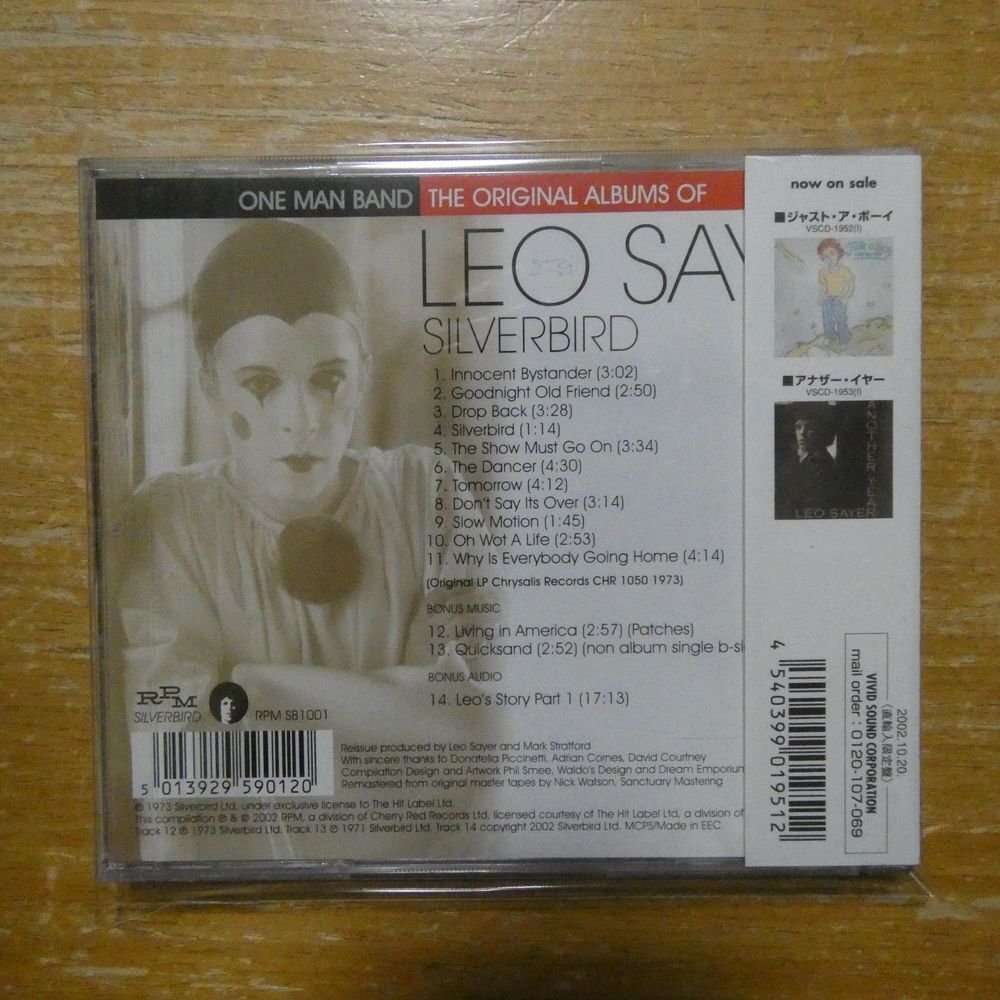 ONE MAN BAND THE ORIGINAL ALBUMS OF
LEO SAY
SILVERBIRD
1. Innocent Bystander (3:02)
2. Goodnight Old Friend (2:50)
3. Drop Back (3:28)
4. Silverbird (1:14)
5. The Show Must Go On (3:34)
6. The Dancer (4:30)
7. Tomorrow (4:12)
8. Don't Say Its Over (3:14)
9. Slow Motion (1:45)
10. Oh Wot A Life (2:53)
11. Why Is Everybody Going Home (4:14)
(Original LP Chrysalis Records CHR 1050 1973)
BONUS MUSIC
12. Living in America (2:57) (Patches)
13. Quicksand (2:52) (non album single b-si
BONUS AUDIO
14. Leo's Story Part 1 (17:13)
RPM
SILVERBIRD
RPM SB1001
5 013929 590120
Reissue produced by Leo Sayer and Mark Stratford
With sincere thanks to Donatella Piccinetti, Adrian Cornes, David Courtney
Compilation Design and Artwork Phil Smee, Waldo's Design and Dream Emporium
Remastered from original master tapes by Nick Watson, Sanctuary Mastering
℗ 1973 Silverbird Ltd, under exclusive license to The Hit Label Ltd.
This compilation ℗ & © 2002 RPM, a division of Cherry Red Records Ltd, licensed courtesy of The Hit Label Ltd, a division of
Track 12 ℗ 1973 Silverbird Ltd. Track 13 ℗ 1971 Silverbird Ltd. Track 14 copyright 2002 Silverbird Ltd. MCPS/Made in EEC
now on sale
■ジャスト・ア・ボーイ
VSCD-1952(I)
■アナザー・イヤー
VSCD-1953(I)
ANOTHER YEAR
LEO SAYER
4 540399 019512
2002.10.20.
(直輸入限定盤)
VIVID SOUND CORPORATION
mail order : 0120-107-069